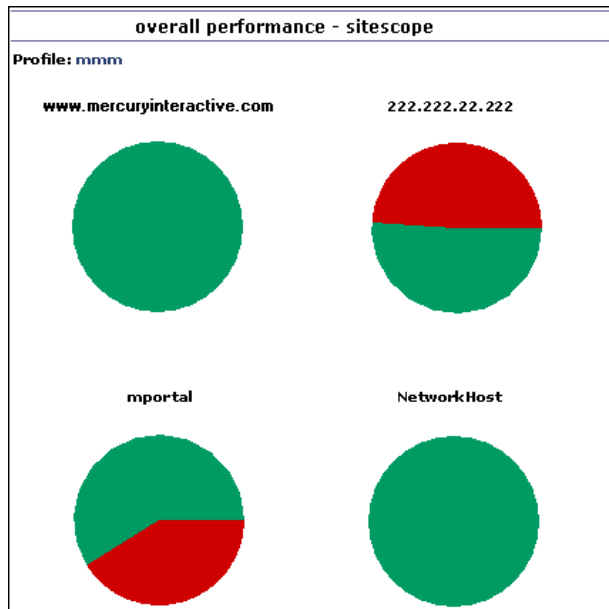 overall performance - sitescope
Profile: mmm
www.mercuryinteractive.com
222.222.22.222
mportal
NetworkHost